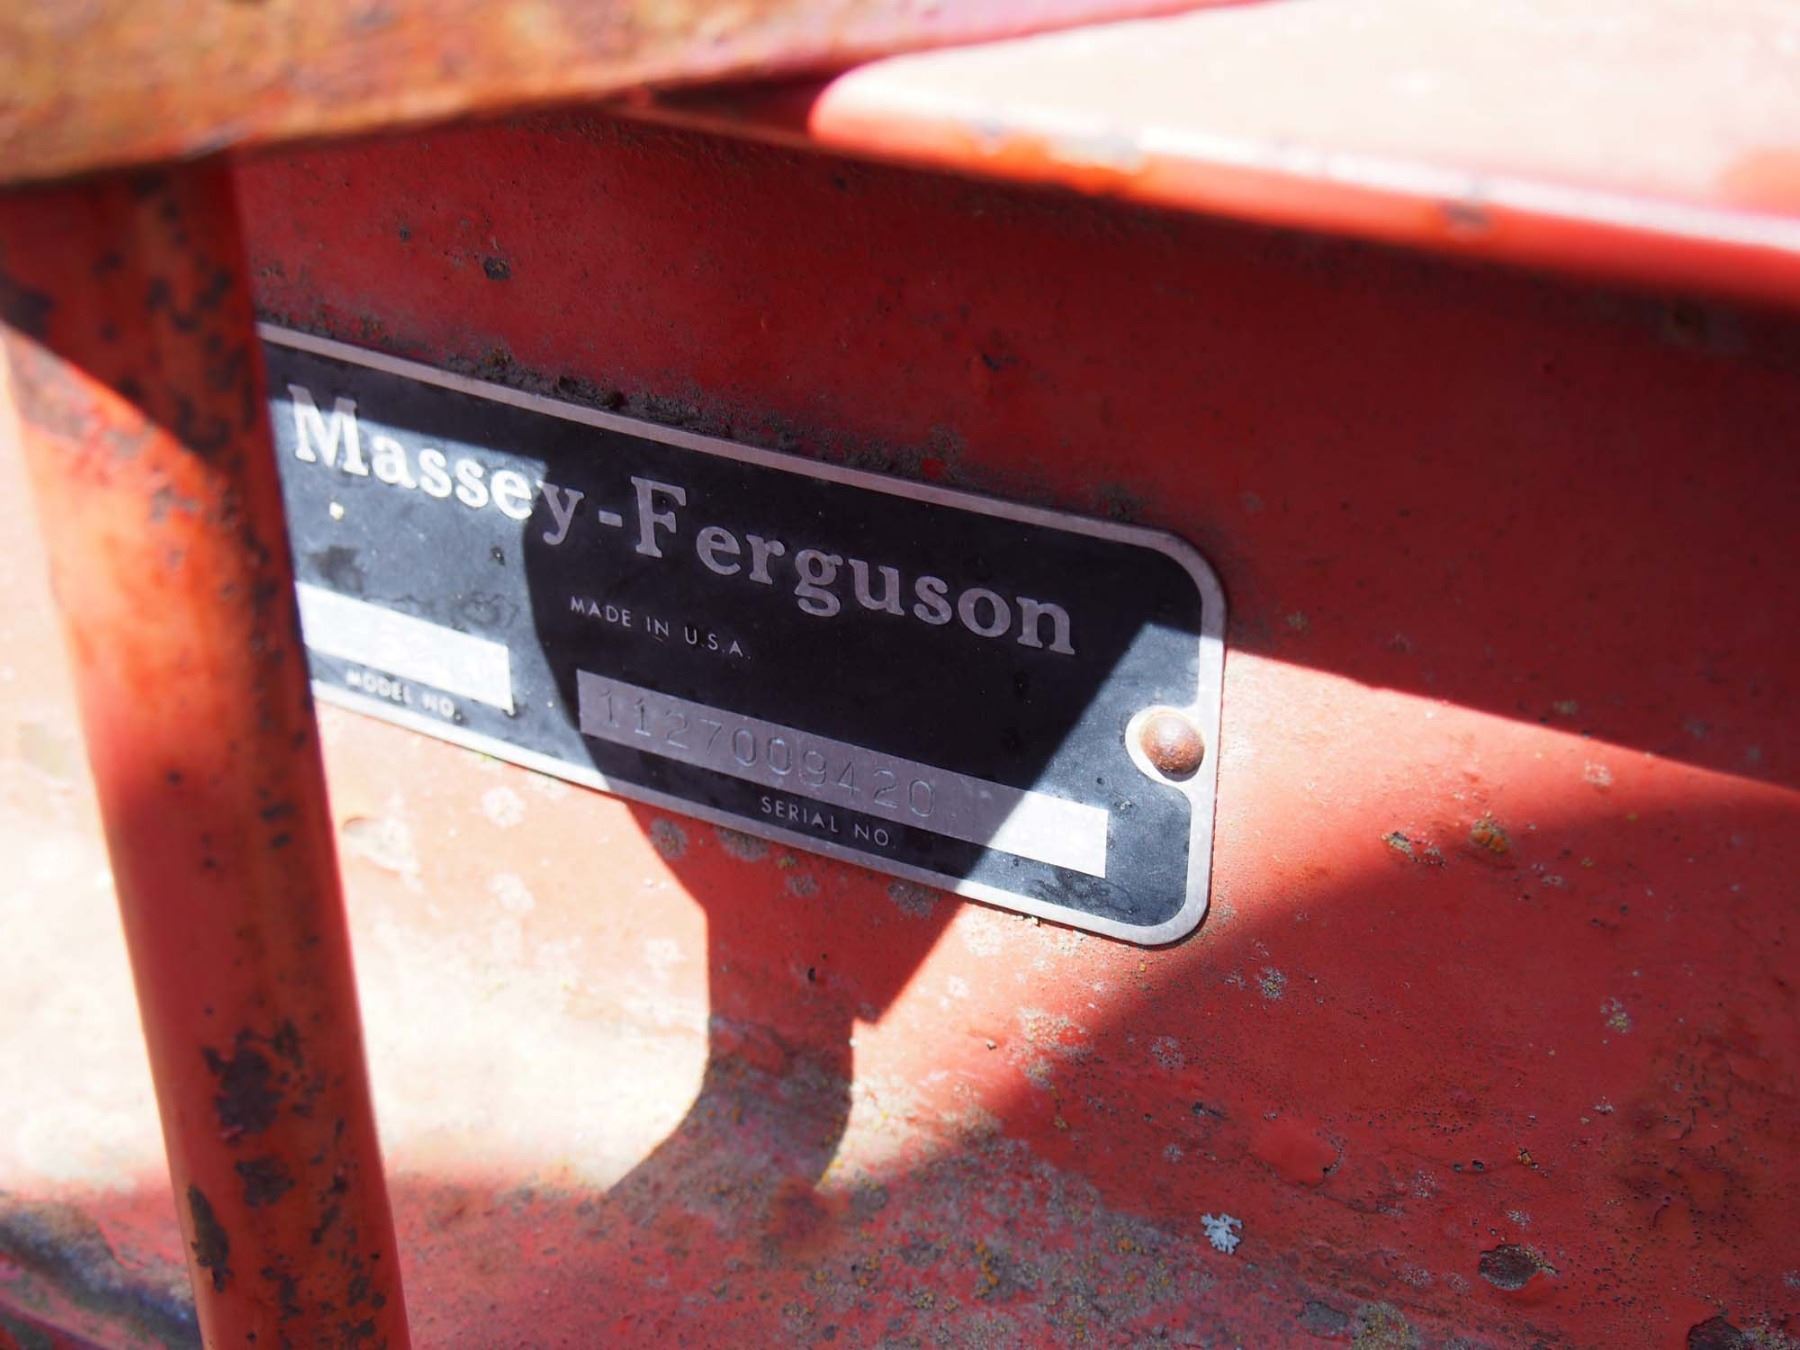 Massey-Ferguson
MADE IN U.S.A.
1127009420
MODEL NO.
SERIAL NO.